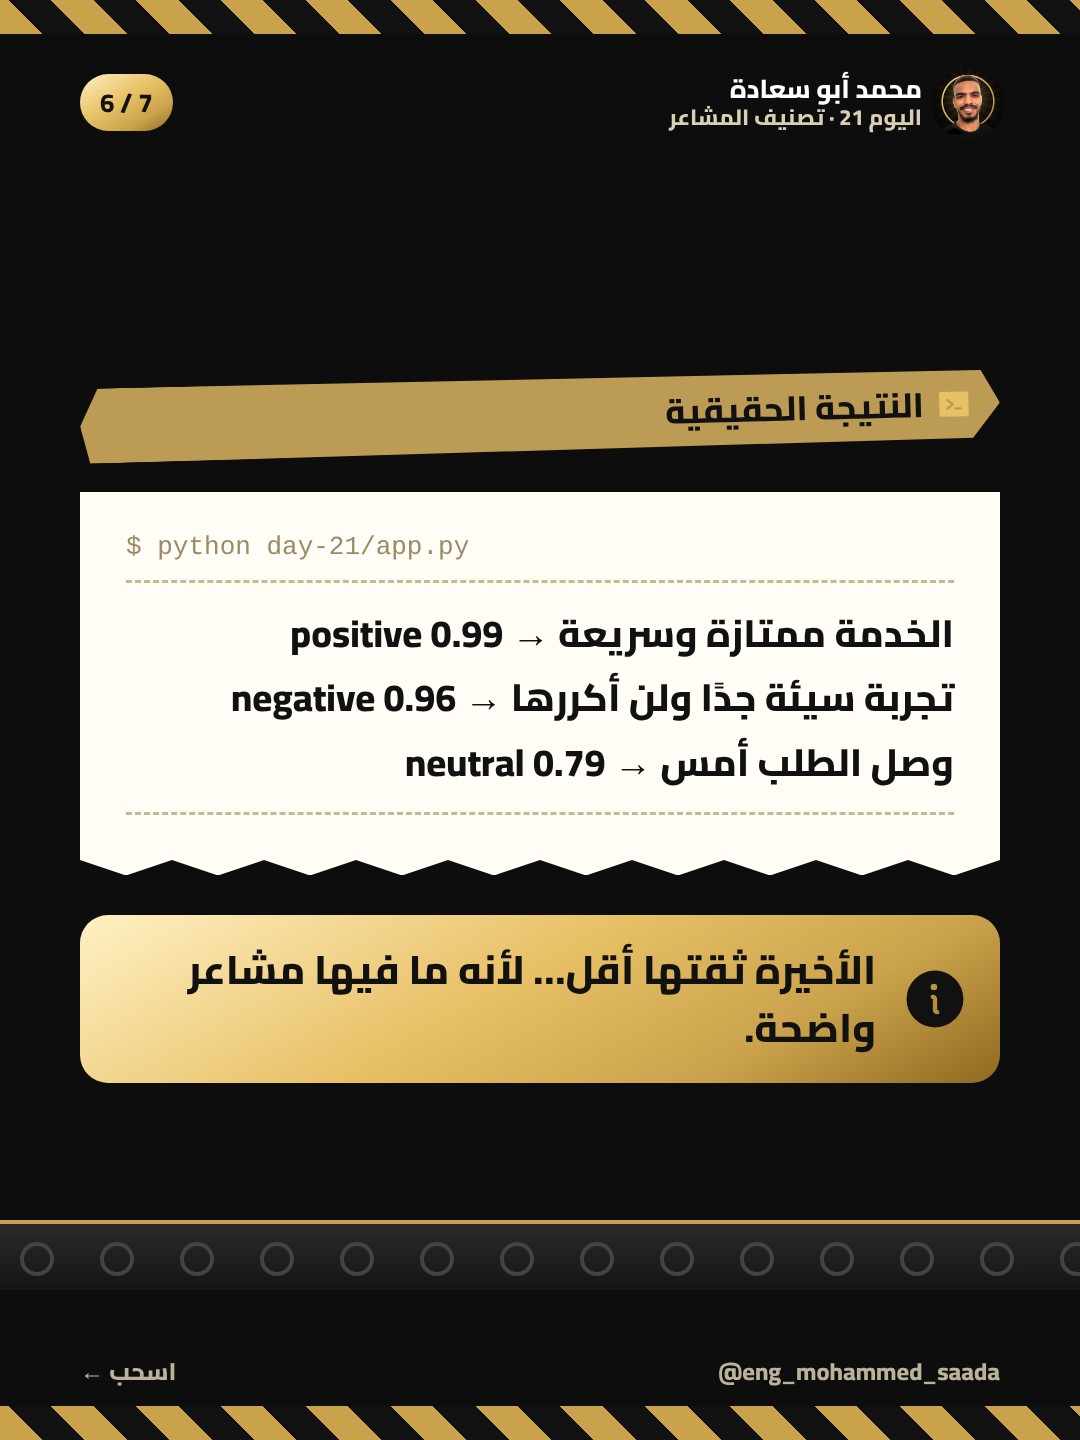 محمد أبو سعادة
اليوم 21 · تصنيف المشاعر
6 / 7
النتيجة الحقيقية
$ python day-21/app.py
الخدمة ممتازة وسريعة → positive 0.99
تجربة سيئة جدًا ولن أكررها → negative 0.96
وصل الطلب أمس → neutral 0.79
الأخيرة ثقتها أقل... لأنه ما فيها مشاعر
واضحة.
@eng_mohammed_saada
اسحب ←